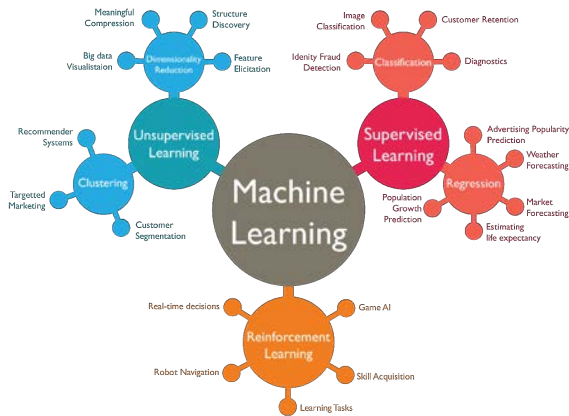 Meaningful
Compression
Structure
Discovery
Big data
Visualistaion
Dimensionality
Reduction
Feature
Elicitation
Unsupervised
Learning
Recommender
Systems
Clustering
Targetted
Marketing
Customer
Segmentation
Image
Classification
Customer Retention
Idenity Fraud
Detection
Classification
Diagnostics
Supervised
Learning
Advertising Popularity
Prediction
Weather
Forecasting
Regression
Population
Growth
Prediction
Market
Forecasting
Estimating
life expectancy
Machine
Learning
Real-time decisions
Game AI
Reinforcement
Learning
Robot Navigation
Skill Acquisition
Learning Tasks